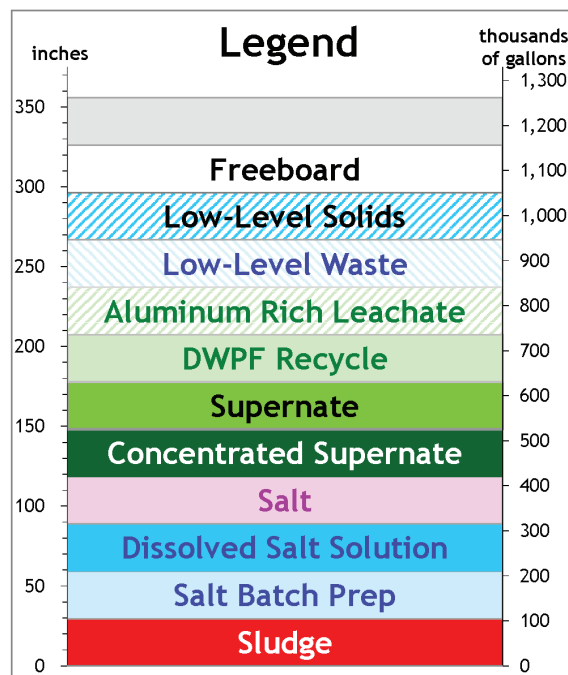 Legend
inches
thousands
of gallons
1,300
350
1,200
Freeboard
1,100
300
Low-Level Solids
1,000
Low-Level Waste
250
900
Aluminum Rich Leachate
800
200
DWPF Recycle
700
Supernate
600
150
Concentrated Supernate
500
Salt
400
100
Dissolved Salt Solution
300
Salt Batch Prep
200
50
100
Sludge
0
0